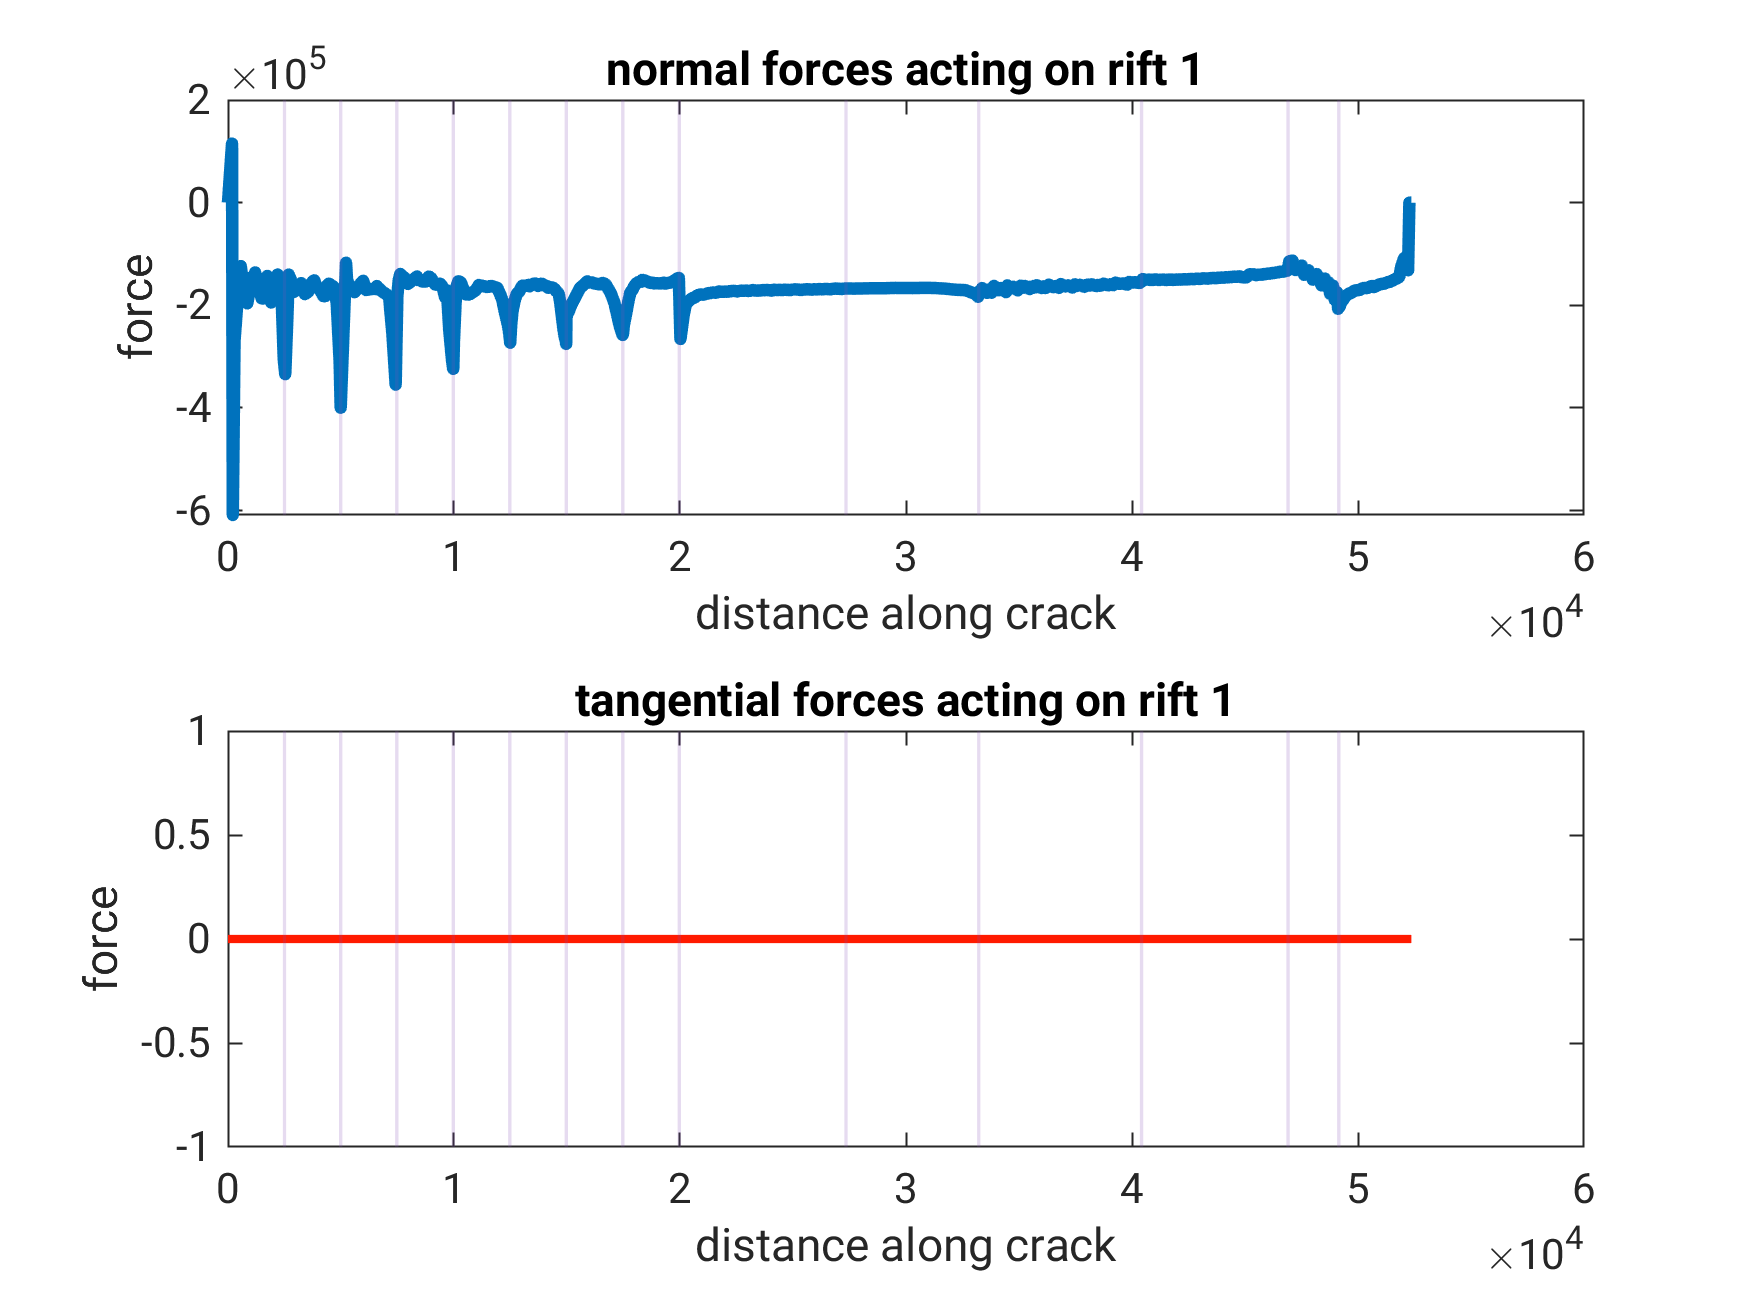 ×10^5
normal forces acting on rift 1
2
0
-2
-4
-6
force
0 1 2 3 4 5 6
distance along crack
×10^4
tangential forces acting on rift 1
1
0.5
0
-0.5
-1
force
0 1 2 3 4 5 6
distance along crack
×10^4